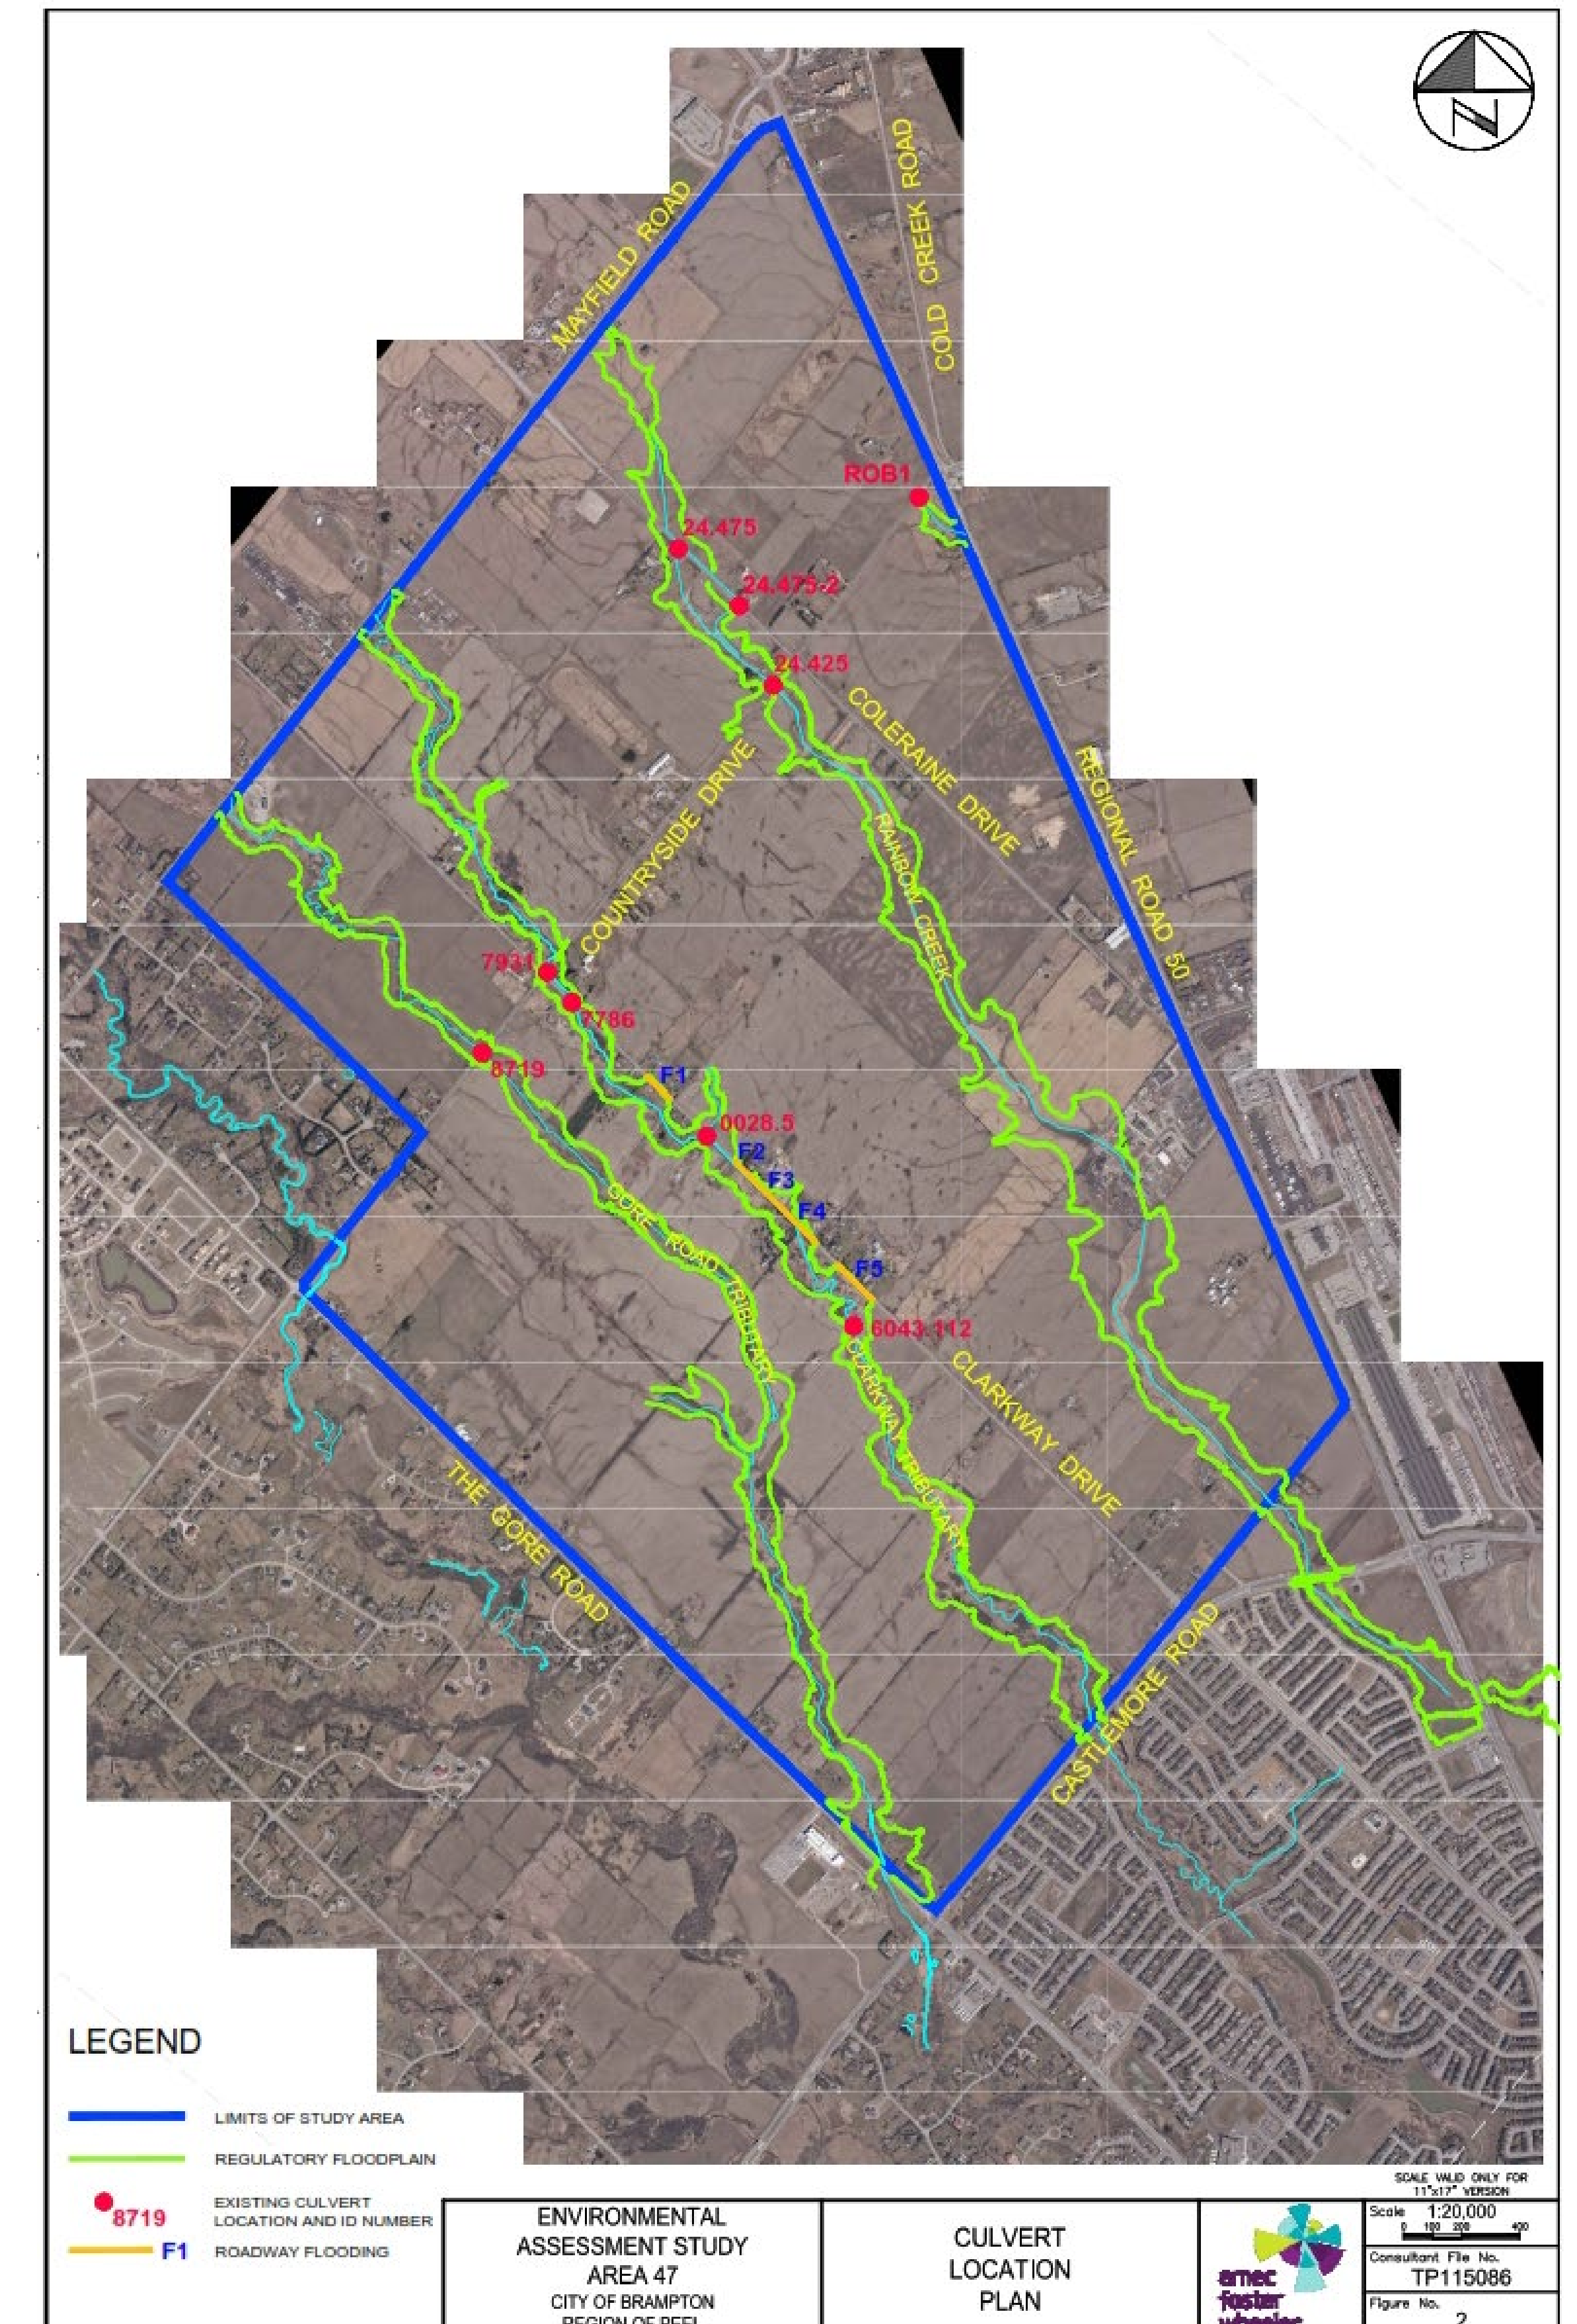 N
MAYFIELD ROAD
COLD CREEK ROAD
ROB1
24.475
24.475-2
24.425
COLERAINE DRIVE
REGIONAL ROAD 50
COUNTRYSIDE DRIVE
RAINBOW CREEK
7931
7786
8719
F1
0028.5
F2
F3
F4
F5
GORE ROAD TRIBUTARY
6043.112
CLARKWAY TRIBUTARY
CLARKWAY DRIVE
THE GORE ROAD
CASTLEMORE ROAD
LEGEND
LIMITS OF STUDY AREA
REGULATORY FLOODPLAIN
8719
EXISTING CULVERT
LOCATION AND ID NUMBER
F1
ROADWAY FLOODING
ENVIRONMENTAL
ASSESSMENT STUDY
AREA 47
CITY OF BRAMPTON
REGION OF PEEL
CULVERT
LOCATION
PLAN
amec
foster
wheeler
SCALE VALID ONLY FOR
11"x17" VERSION
Scale 1:20,000
0 100 200 400
Consultant File No.
TP115086
Figure No.
2